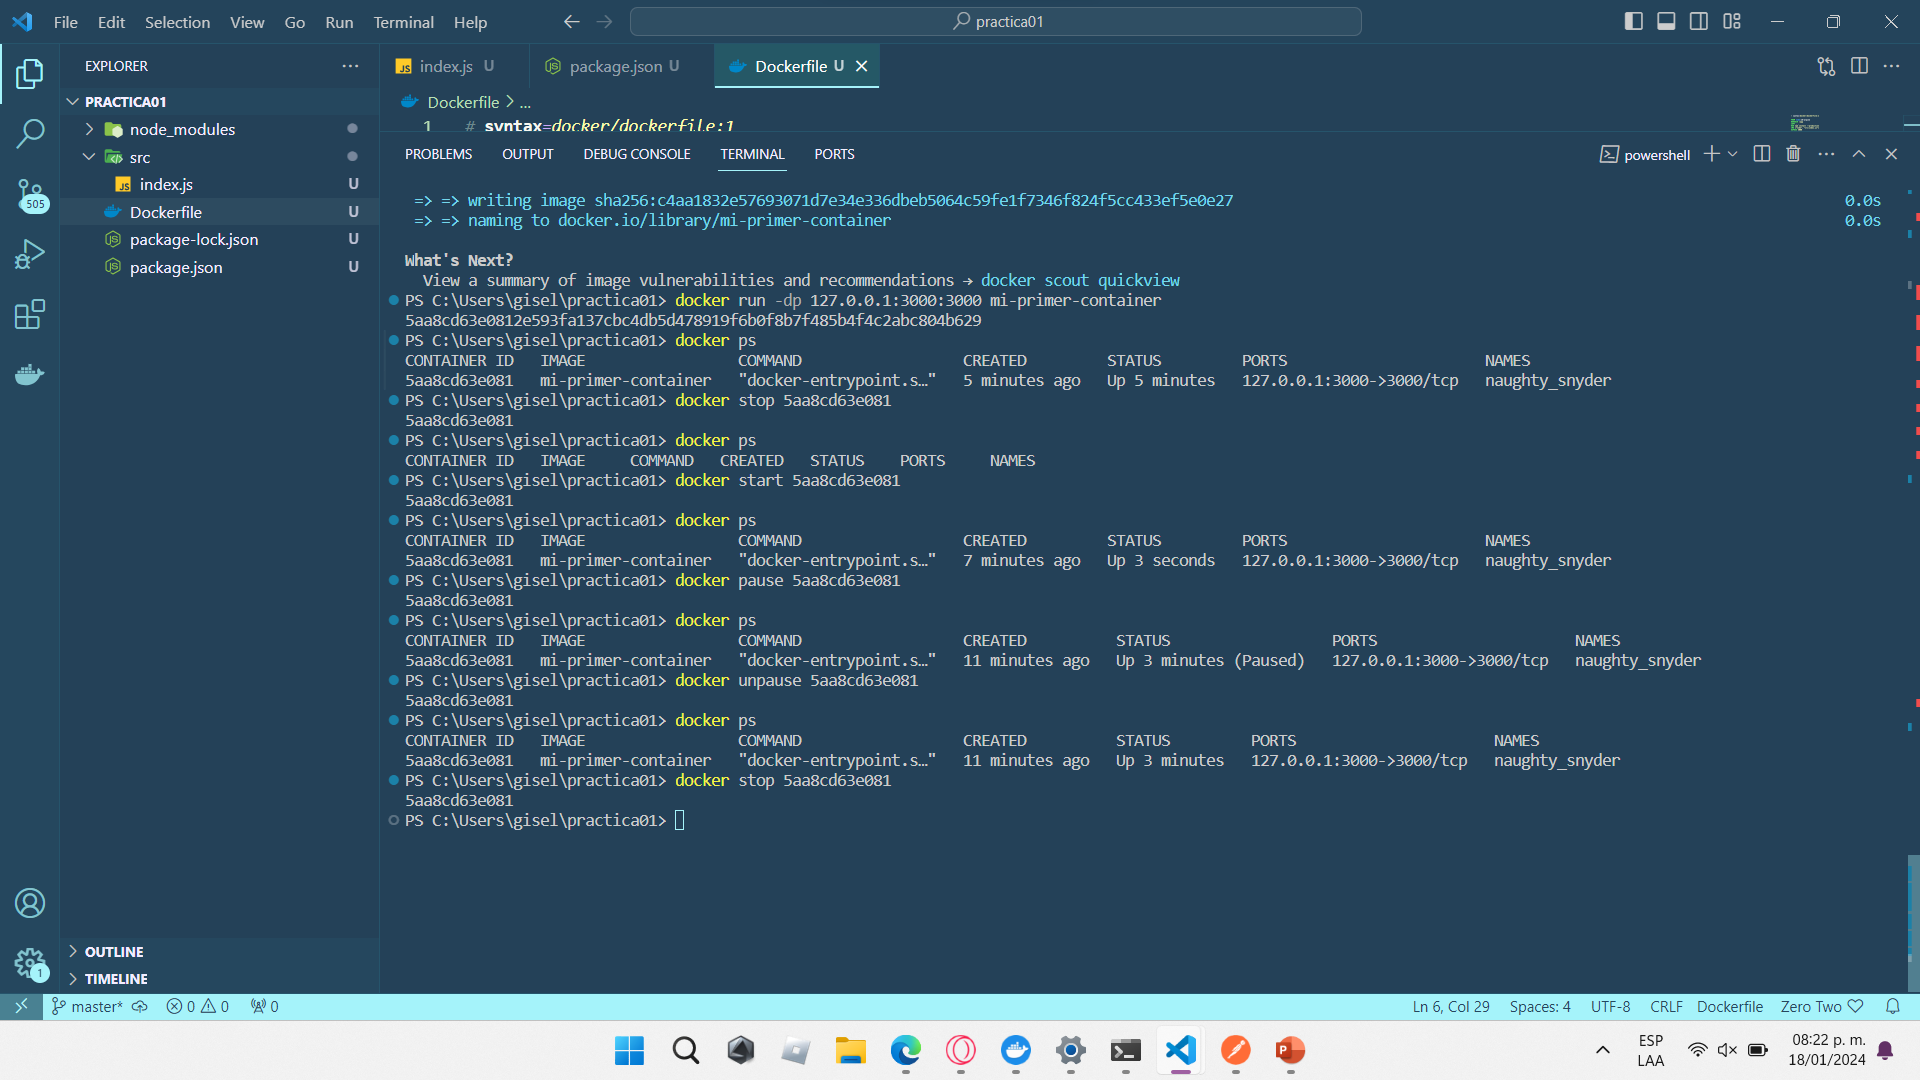 File Edit Selection View Go Run Terminal Help
practica01
EXPLORER
PRACTICA01
node_modules
src
index.js U
Dockerfile U
package-lock.json U
package.json U
OUTLINE
TIMELINE
505
1
index.js U
package.json U
Dockerfile U
Dockerfile > ...
1 # syntax=docker/dockerfile:1
PROBLEMS OUTPUT DEBUG CONSOLE TERMINAL PORTS
powershell
=> => writing image sha256:c4aa1832e57693071d7e34e336dbeb5064c59fe1f7346f824f5cc433ef5e0e27 0.0s
=> => naming to docker.io/library/mi-primer-container 0.0s
What's Next?
View a summary of image vulnerabilities and recommendations → docker scout quickview
PS C:\Users\gisel\practica01> docker run -dp 127.0.0.1:3000:3000 mi-primer-container
5aa8cd63e0812e593fa137cbc4db5d478919f6b0f8b7f485b4f4c2abc804b629
PS C:\Users\gisel\practica01> docker ps
CONTAINER ID IMAGE COMMAND CREATED STATUS PORTS NAMES
5aa8cd63e081 mi-primer-container "docker-entrypoint.s…" 5 minutes ago Up 5 minutes 127.0.0.1:3000->3000/tcp naughty_snyder
PS C:\Users\gisel\practica01> docker stop 5aa8cd63e081
5aa8cd63e081
PS C:\Users\gisel\practica01> docker ps
CONTAINER ID IMAGE COMMAND CREATED STATUS PORTS NAMES
PS C:\Users\gisel\practica01> docker start 5aa8cd63e081
5aa8cd63e081
PS C:\Users\gisel\practica01> docker ps
CONTAINER ID IMAGE COMMAND CREATED STATUS PORTS NAMES
5aa8cd63e081 mi-primer-container "docker-entrypoint.s…" 7 minutes ago Up 3 seconds 127.0.0.1:3000->3000/tcp naughty_snyder
PS C:\Users\gisel\practica01> docker pause 5aa8cd63e081
5aa8cd63e081
PS C:\Users\gisel\practica01> docker ps
CONTAINER ID IMAGE COMMAND CREATED STATUS PORTS NAMES
5aa8cd63e081 mi-primer-container "docker-entrypoint.s…" 11 minutes ago Up 3 minutes (Paused) 127.0.0.1:3000->3000/tcp naughty_snyder
PS C:\Users\gisel\practica01> docker unpause 5aa8cd63e081
5aa8cd63e081
PS C:\Users\gisel\practica01> docker ps
CONTAINER ID IMAGE COMMAND CREATED STATUS PORTS NAMES
5aa8cd63e081 mi-primer-container "docker-entrypoint.s…" 11 minutes ago Up 3 minutes 127.0.0.1:3000->3000/tcp naughty_snyder
PS C:\Users\gisel\practica01> docker stop 5aa8cd63e081
5aa8cd63e081
PS C:\Users\gisel\practica01>
master* 0 0 0 Ln 6, Col 29 Spaces: 4 UTF-8 CRLF Dockerfile Zero Two
ESP
LAA
08:22 p. m.
18/01/2024